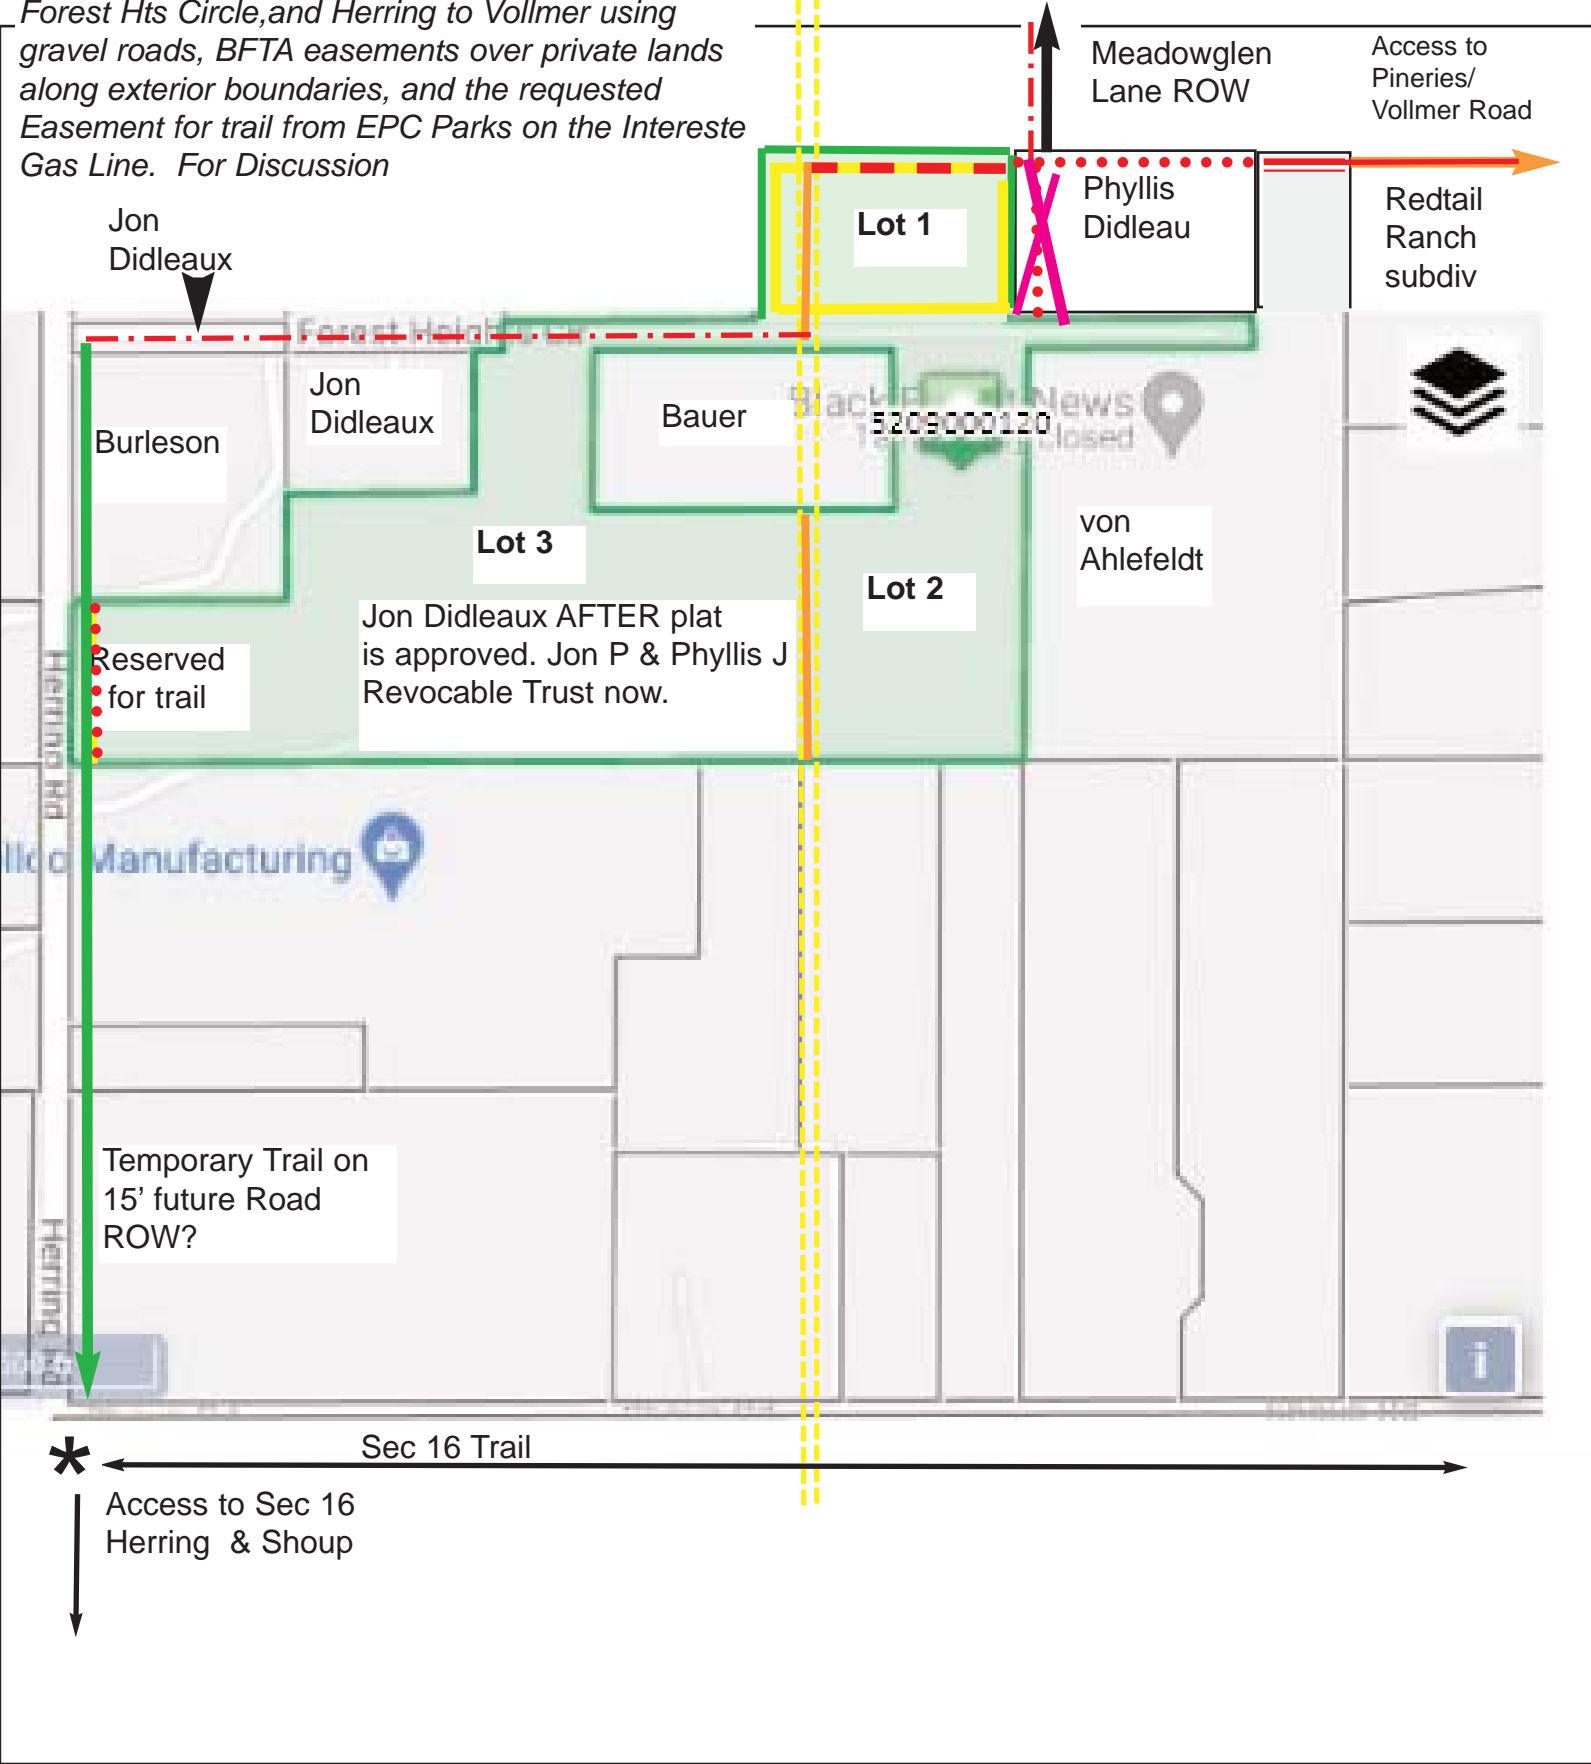 Forest Hts Circle,and Herring to Vollmer using
gravel roads, BFTA easements over private lands
along exterior boundaries, and the requested
Easement for trail from EPC Parks on the Intereste
Gas Line.  For Discussion
Meadowglen
Lane ROW
Access to
Pineries/
Vollmer Road
Jon
Didleaux
Lot 1
Phyllis
Didleau
Redtail
Ranch
subdiv
Forest Heights Cir
Jon
Didleaux
Burleson
Bauer
Black Forest News
5209000120
Closed
Lot 3
von
Ahlefeldt
Lot 2
Jon Didleaux AFTER plat
is approved. Jon P & Phyllis J
Revocable Trust now.
Reserved
for trail
Herring Rd
Manufacturing
Temporary Trail on
15’ future Road
ROW?
Herring Rd
i
*
Sec 16 Trail
Access to Sec 16
Herring  & Shoup